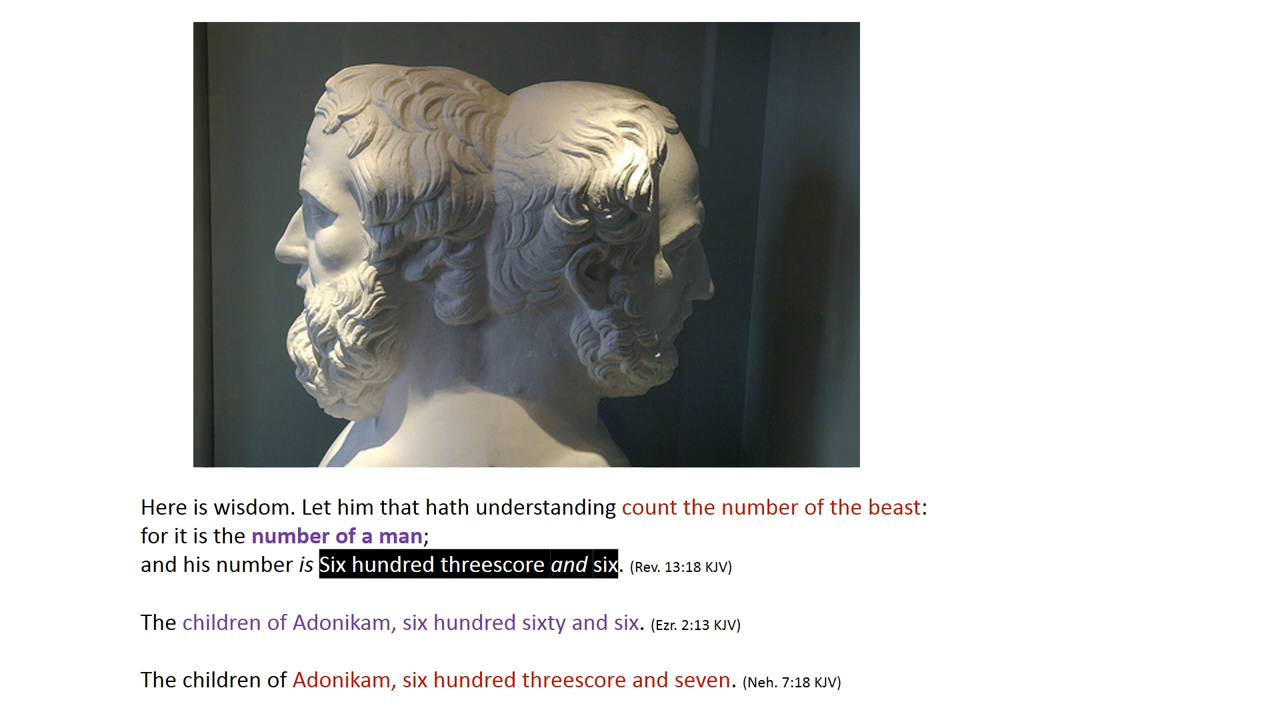 Here is wisdom. Let him that hath understanding count the number of the beast:
for it is the number of a man;
and his number is Six hundred threescore and six. (Rev. 13:18 KJV)
The children of Adonikam, six hundred sixty and six. (Ezr. 2:13 KJV)
The children of Adonikam, six hundred threescore and seven. (Neh. 7:18 KJV)